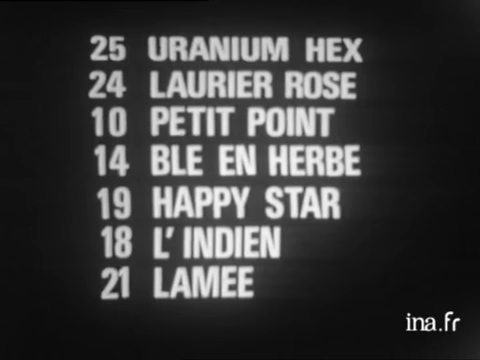 25 URANIUM HEX
24 LAURIER ROSE
10 PETIT POINT
14 BLE EN HERBE
19 HAPPY STAR
18 L'INDIEN
21 LAMEE
ina.fr